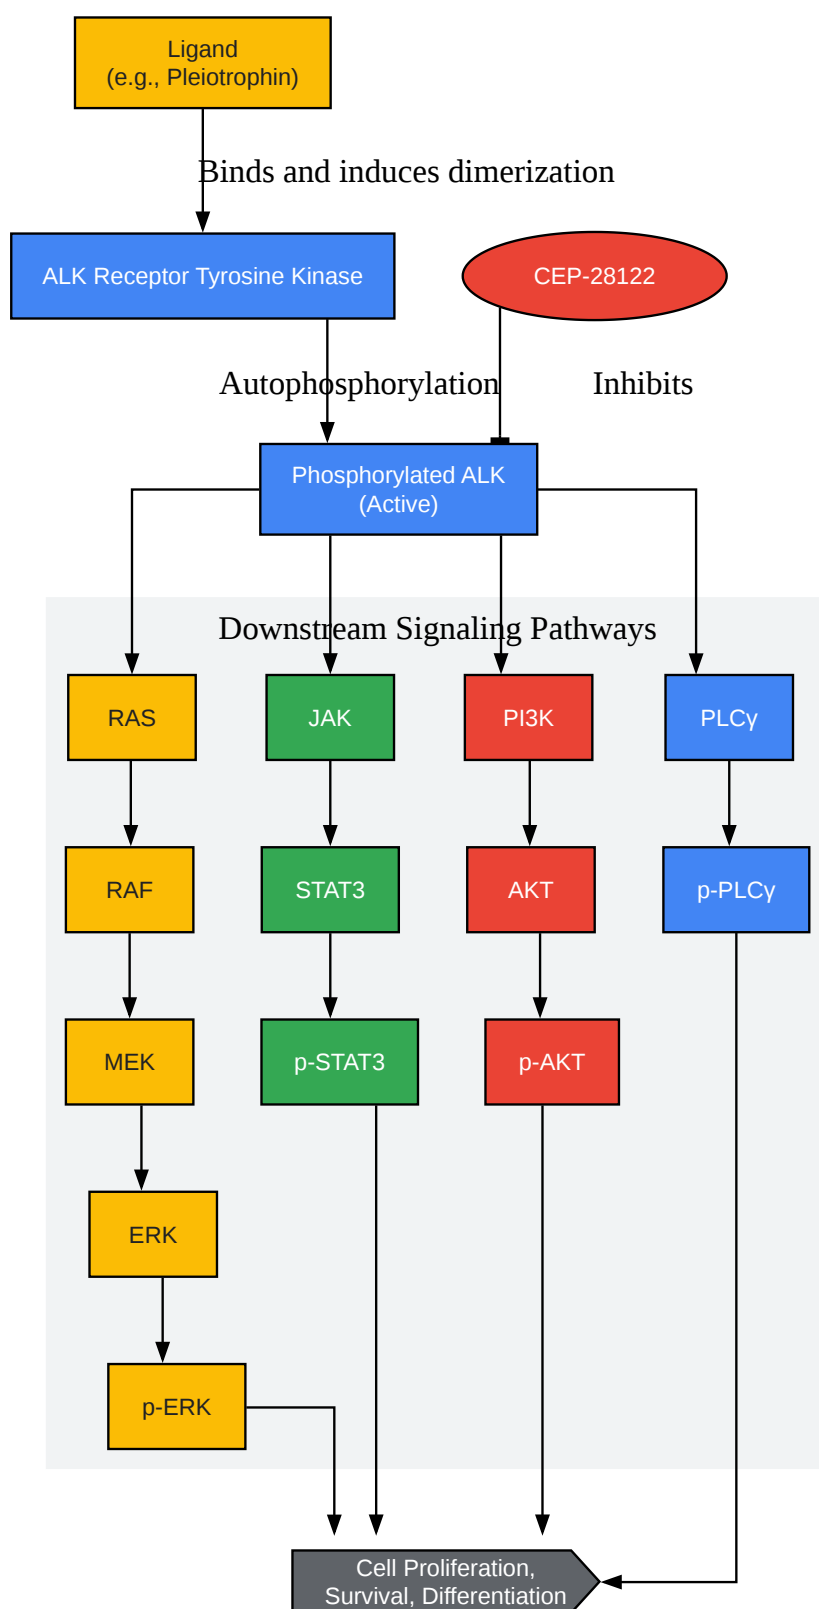 Ligand
(e.g., Pleiotrophin)
Binds and induces dimerization
ALK Receptor Tyrosine Kinase
CEP-28122
Autophosphorylation
Inhibits
Phosphorylated ALK
(Active)
Downstream Signaling Pathways
RAS
JAK
PI3K
PLCγ
RAF
STAT3
AKT
p-PLCγ
MEK
p-STAT3
p-AKT
ERK
p-ERK
Cell Proliferation,
Survival, Differentiation